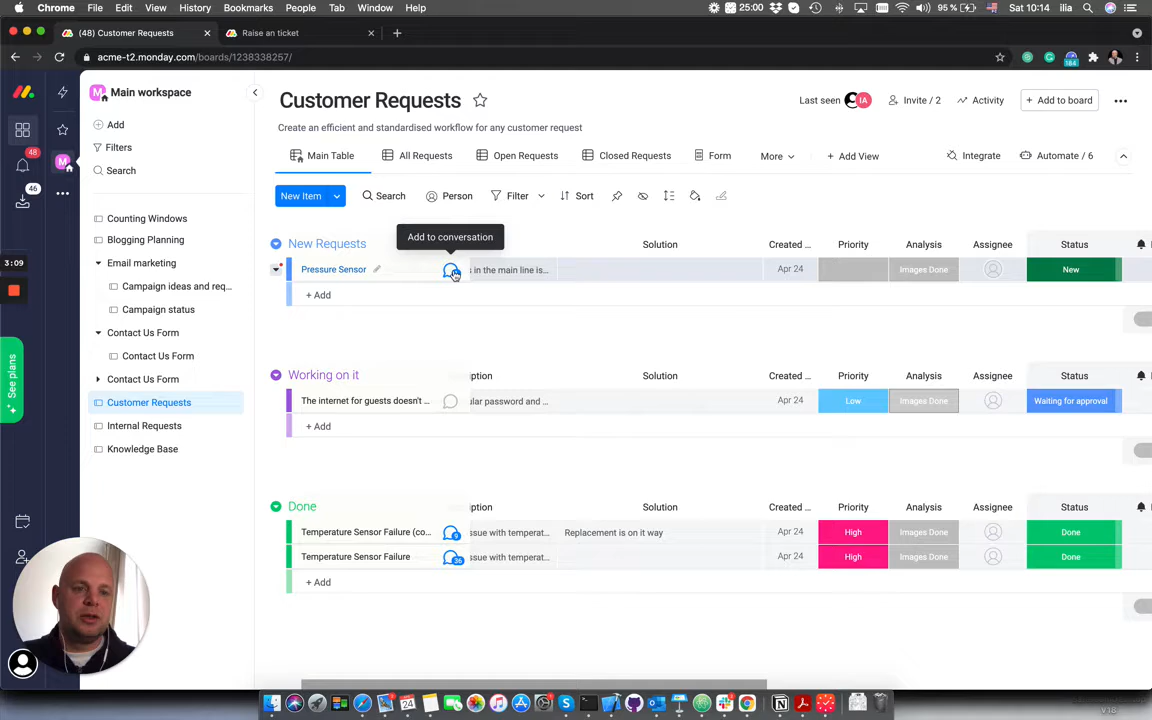 Chrome File Edit View History Bookmarks People Tab Window Help 25:00 95 % Sat 10:14 ilia
(48) Customer Requests Raise an ticket
acme-t2.monday.com/boards/1238338257/ 184
M Main workspace
Customer Requests
Last seen IA Invite / 2 Activity + Add to board
Add
Create an efficient and standardised workflow for any customer request
Filters
48
M
Main Table All Requests Open Requests Closed Requests Form More + Add View Integrate Automate / 6
Search
46
New Item Search Person Filter Sort
Counting Windows
Blogging Planning
Add to conversation
New Requests Solution Created ... Priority Analysis Assignee Status
Email marketing
3:09
Pressure Sensor s in the main line is... Apr 24 Images Done New
Campaign ideas and req...
+ Add
Campaign status
Contact Us Form
Contact Us Form
See plans
Contact Us Form
Working on it ption Solution Created ... Priority Analysis Assignee Status
Customer Requests
The internet for guests doesn't ... ular password and ... Apr 24 Low Images Done Waiting for approval
Internal Requests
+ Add
Knowledge Base
Done ption Solution Created ... Priority Analysis Assignee Status
Temperature Sensor Failure (co... 9 ssue with temperat... Replacement is on it way Apr 24 High Images Done Done
Temperature Sensor Failure 36 ssue with temperat... Apr 24 High Images Done Done
+ Add
24
V18